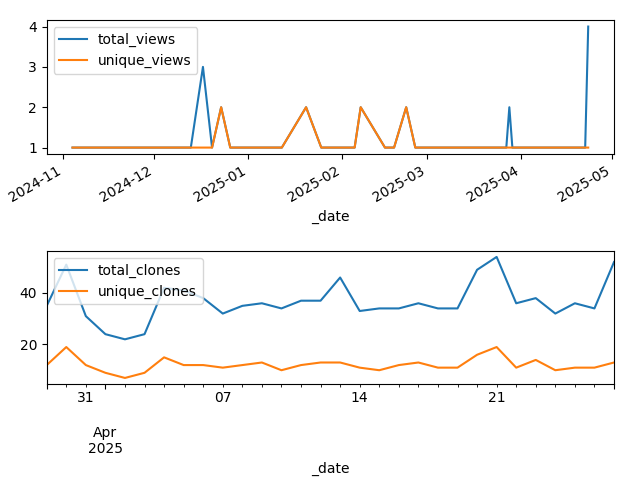 4
3
2
1
total_views
unique_views
2024-11
2024-12
2025-01
2025-02
2025-03
2025-04
2025-05
_date
40
20
total_clones
unique_clones
31
07
14
21
Apr
2025
_date